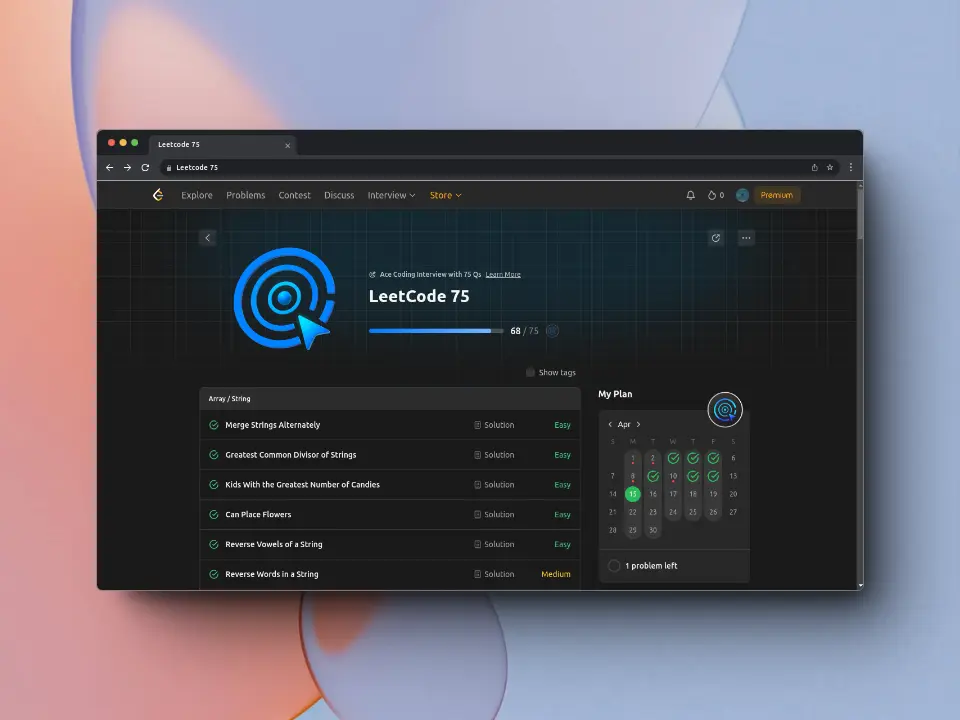 Leetcode 75
Leetcode 75
Explore Problems Contest Discuss Interview Store 0 Premium
Ace Coding Interview with 75 Qs Learn More
LeetCode 75
68 / 75
Show tags
Array / String
Merge Strings Alternately Solution Easy
Greatest Common Divisor of Strings Solution Easy
Kids With the Greatest Number of Candies Solution Easy
Can Place Flowers Solution Easy
Reverse Vowels of a String Solution Easy
Reverse Words in a String Solution Medium
My Plan
Apr
S M T W T F S
1 2 6
7 8 10 13
14 15 16 17 18 19 20
21 22 23 24 25 26 27
28 29 30
1 problem left